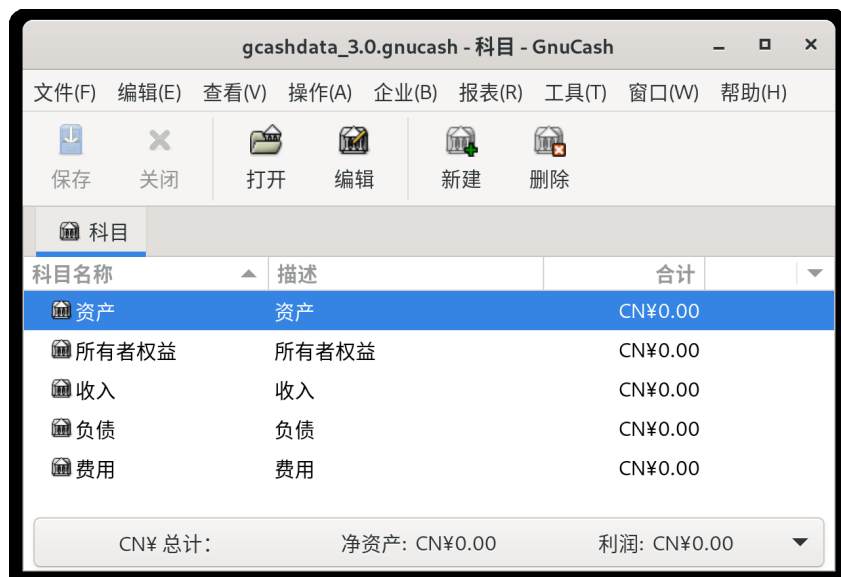 gcashdata_3.0.gnucash - 科目 - GnuCash
文件(F) 编辑(E) 查看(V) 操作(A) 企业(B) 报表(R) 工具(T) 窗口(W) 帮助(H)
保存 关闭 打开 编辑 新建 删除
科目
科目名称 描述 合计
资产 资产 CN¥0.00
所有者权益 所有者权益 CN¥0.00
收入 收入 CN¥0.00
负债 负债 CN¥0.00
费用 费用 CN¥0.00
CN¥ 总计: 净资产: CN¥0.00 利润: CN¥0.00